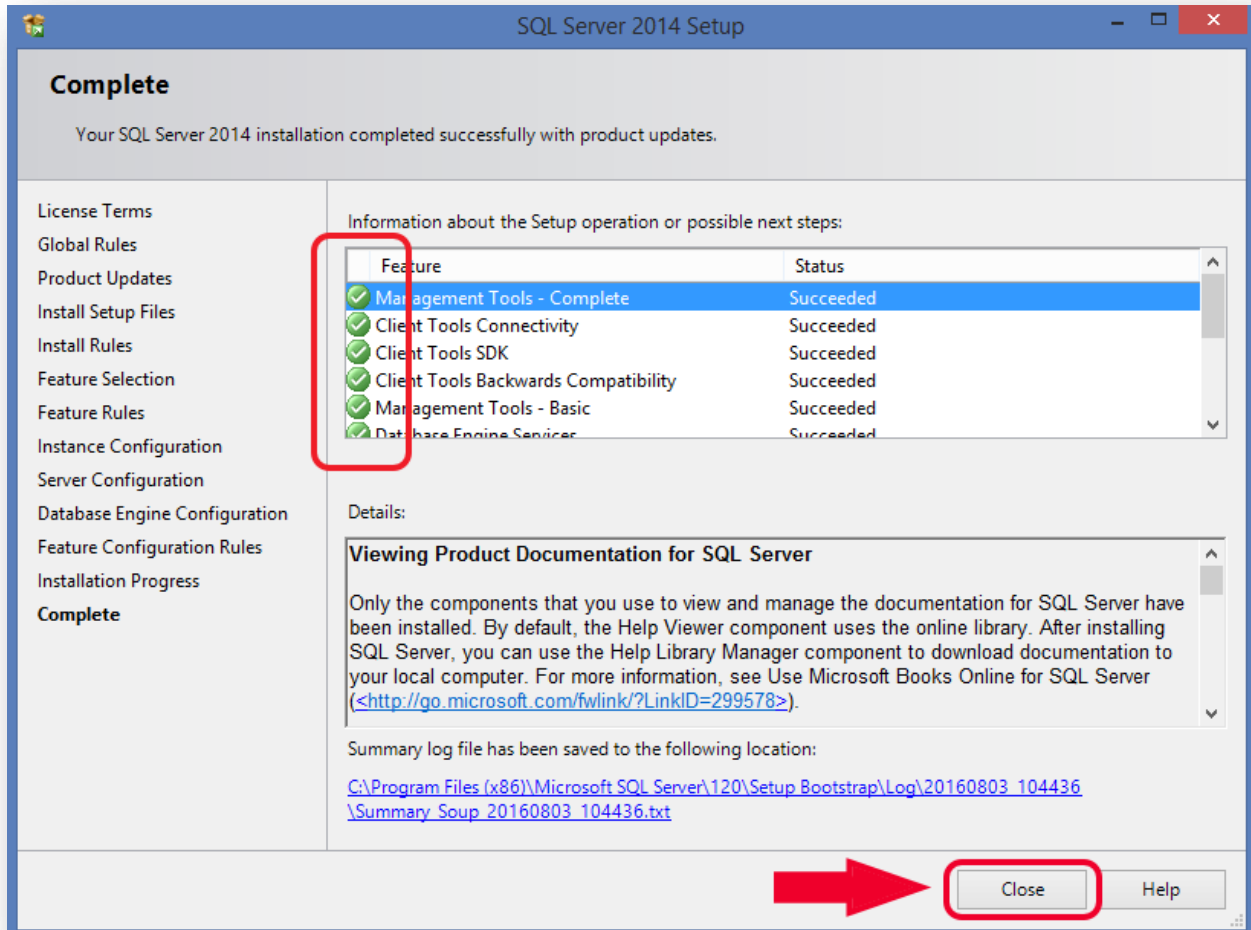 SQL Server 2014 Setup
Complete
Your SQL Server 2014 installation completed successfully with product updates.
License Terms
Global Rules
Product Updates
Install Setup Files
Install Rules
Feature Selection
Feature Rules
Instance Configuration
Server Configuration
Database Engine Configuration
Feature Configuration Rules
Installation Progress
Complete
Information about the Setup operation or possible next steps:
Feature Status
Management Tools - Complete Succeeded
Client Tools Connectivity Succeeded
Client Tools SDK Succeeded
Client Tools Backwards Compatibility Succeeded
Management Tools - Basic Succeeded
Database Engine Services Succeeded
Details:
Viewing Product Documentation for SQL Server
Only the components that you use to view and manage the documentation for SQL Server have
been installed. By default, the Help Viewer component uses the online library. After installing
SQL Server, you can use the Help Library Manager component to download documentation to
your local computer. For more information, see Use Microsoft Books Online for SQL Server
(<http://go.microsoft.com/fwlink/?LinkID=299578>).
Summary log file has been saved to the following location:
C:\Program Files (x86)\Microsoft SQL Server\120\Setup Bootstrap\Log\20160803_104436
\Summary_Soup_20160803_104436.txt
Close Help